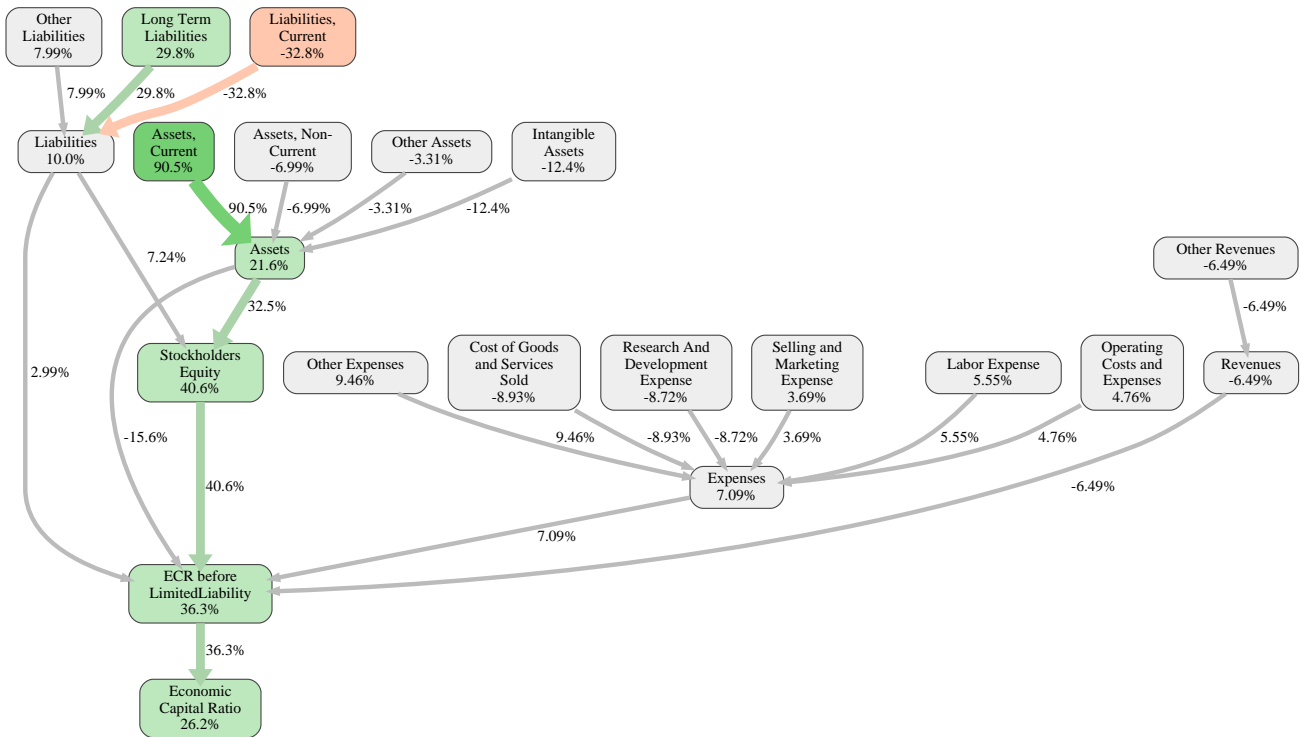 Other
Liabilities
7.99%
Long Term
Liabilities
29.8%
Liabilities,
Current
-32.8%
7.99%
29.8%
-32.8%
Liabilities
10.0%
Assets,
Current
90.5%
Assets, Non-
Current
-6.99%
Other Assets
-3.31%
Intangible
Assets
-12.4%
90.5%
-6.99%
-3.31%
-12.4%
7.24%
Assets
21.6%
Other Revenues
-6.49%
32.5%
-6.49%
2.99%
Stockholders
Equity
40.6%
Other Expenses
9.46%
Cost of Goods
and Services
Sold
-8.93%
Research And
Development
Expense
-8.72%
Selling and
Marketing
Expense
3.69%
Labor Expense
5.55%
Operating
Costs and
Expenses
4.76%
Revenues
-6.49%
-15.6%
9.46%
-8.93%
-8.72%
3.69%
5.55%
4.76%
40.6%
Expenses
7.09%
-6.49%
7.09%
ECR before
LimitedLiability
36.3%
36.3%
Economic
Capital Ratio
26.2%